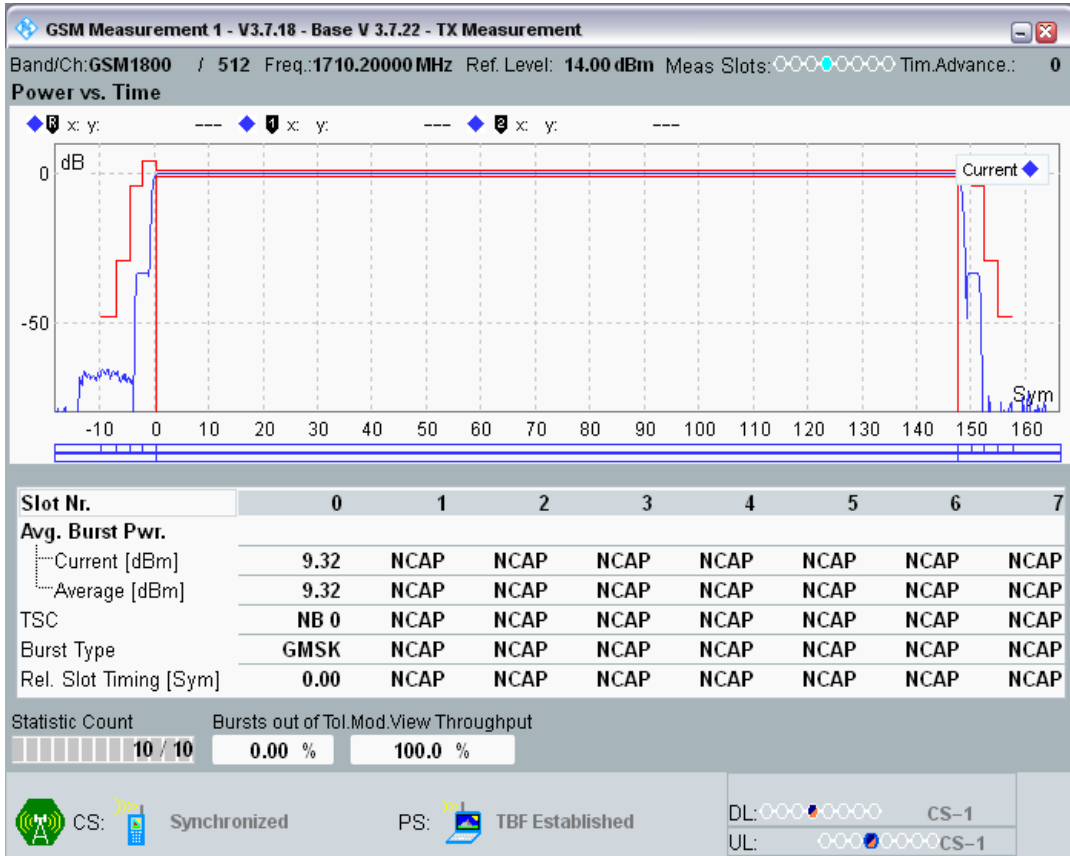 GSM Measurement 1 - V3.7.18 - Base V 3.7.22 - TX Measurement
Band/Ch:GSM1800 / 512 Freq.:1710.20000 MHz Ref. Level: 14.00 dBm Meas Slots: Tim.Advance.: 0
Power vs. Time
R x: y: --- 1 x: y: --- 2 x: y: ---
dB
Current
0
-50
Sym
-10 0 10 20 30 40 50 60 70 80 90 100 110 120 130 140 150 160
Slot Nr. 0 1 2 3 4 5 6 7
Avg. Burst Pwr.
Current [dBm] 9.32 NCAP NCAP NCAP NCAP NCAP NCAP NCAP
Average [dBm] 9.32 NCAP NCAP NCAP NCAP NCAP NCAP NCAP
TSC NB 0 NCAP NCAP NCAP NCAP NCAP NCAP NCAP
Burst Type GMSK NCAP NCAP NCAP NCAP NCAP NCAP NCAP
Rel. Slot Timing [Sym] 0.00 NCAP NCAP NCAP NCAP NCAP NCAP NCAP
Statistic Count Bursts out of Tol.Mod.View Throughput
10 / 10 0.00 % 100.0 %
CS: Synchronized PS: TBF Established
DL: CS-1
UL: CS-1